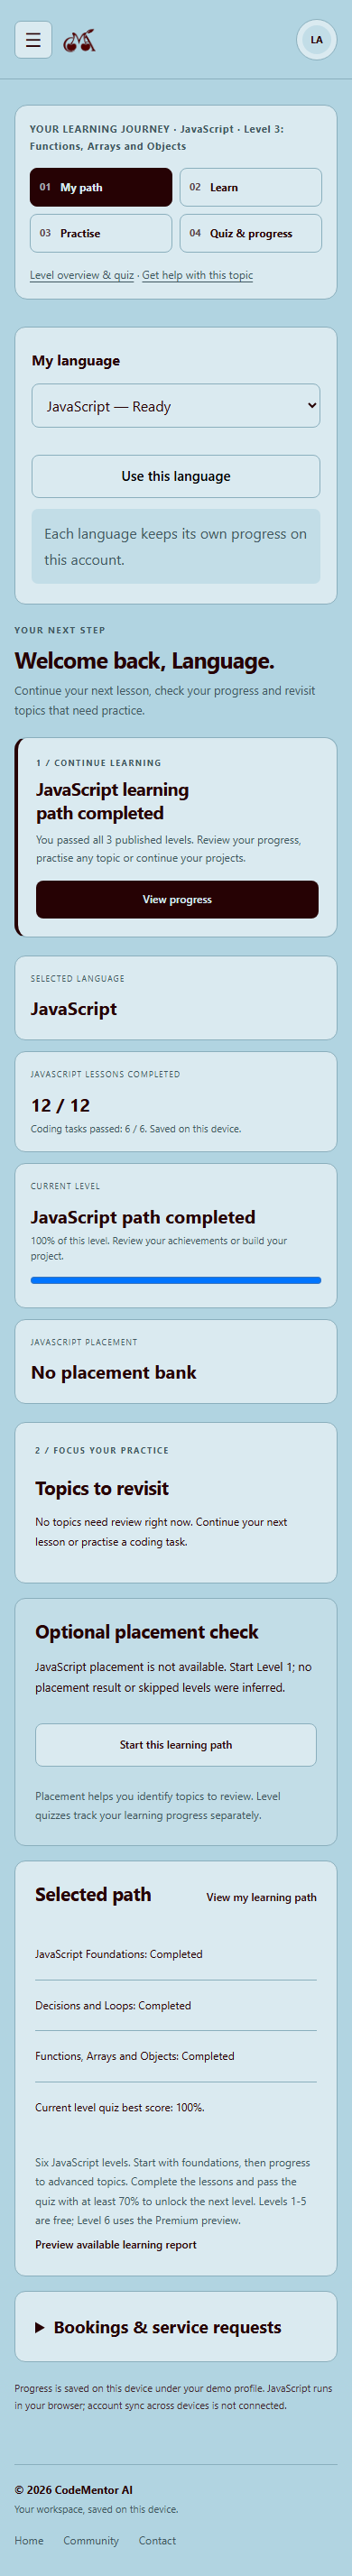 ☰
LA
YOUR LEARNING JOURNEY · JavaScript · Level 3:
Functions, Arrays and Objects
01 My path
02 Learn
03 Practise
04 Quiz & progress
Level overview & quiz · Get help with this topic
My language
JavaScript — Ready
Use this language
Each language keeps its own progress on
this account.
YOUR NEXT STEP
Welcome back, Language.
Continue your next lesson, check your progress and revisit
topics that need practice.
1 / CONTINUE LEARNING
JavaScript learning
path completed
You passed all 3 published levels. Review your progress,
practise any topic or continue your projects.
View progress
SELECTED LANGUAGE
JavaScript
JAVASCRIPT LESSONS COMPLETED
12 / 12
Coding tasks passed: 6 / 6. Saved on this device.
CURRENT LEVEL
JavaScript path completed
100% of this level. Review your achievements or build your
project.
JAVASCRIPT PLACEMENT
No placement bank
2 / FOCUS YOUR PRACTICE
Topics to revisit
No topics need review right now. Continue your next
lesson or practise a coding task.
Optional placement check
JavaScript placement is not available. Start Level 1; no
placement result or skipped levels were inferred.
Start this learning path
Placement helps you identify topics to review. Level
quizzes track your learning progress separately.
Selected path
View my learning path
JavaScript Foundations: Completed
Decisions and Loops: Completed
Functions, Arrays and Objects: Completed
Current level quiz best score: 100%.
Six JavaScript levels. Start with foundations, then progress
to advanced topics. Complete the lessons and pass the
quiz with at least 70% to unlock the next level. Levels 1-5
are free; Level 6 uses the Premium preview.
Preview available learning report
▶ Bookings & service requests
Progress is saved on this device under your demo profile. JavaScript runs
in your browser; account sync across devices is not connected.
© 2026 CodeMentor AI
Your workspace, saved on this device.
Home Community Contact